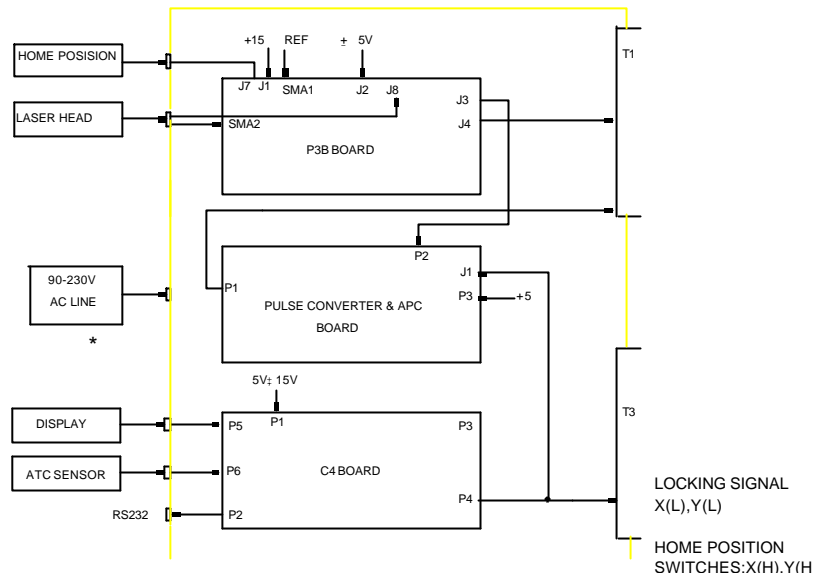 +15 REF ± 5V
HOME POSISION
T1
J7 J1 SMA1 J2 J8
J3
LASER HEAD
SMA2
J4
P3B BOARD
P2
90-230V
AC LINE
*
P1
J1
P3
+5
PULSE CONVERTER & APC
BOARD
5V± 15V
P1
T3
DISPLAY
P5
P3
ATC SENSOR
P6
C4 BOARD
P4
RS232
P2
LOCKING SIGNAL
X(L),Y(L)
HOME POSITION
SWITCHES:X(H),Y(H